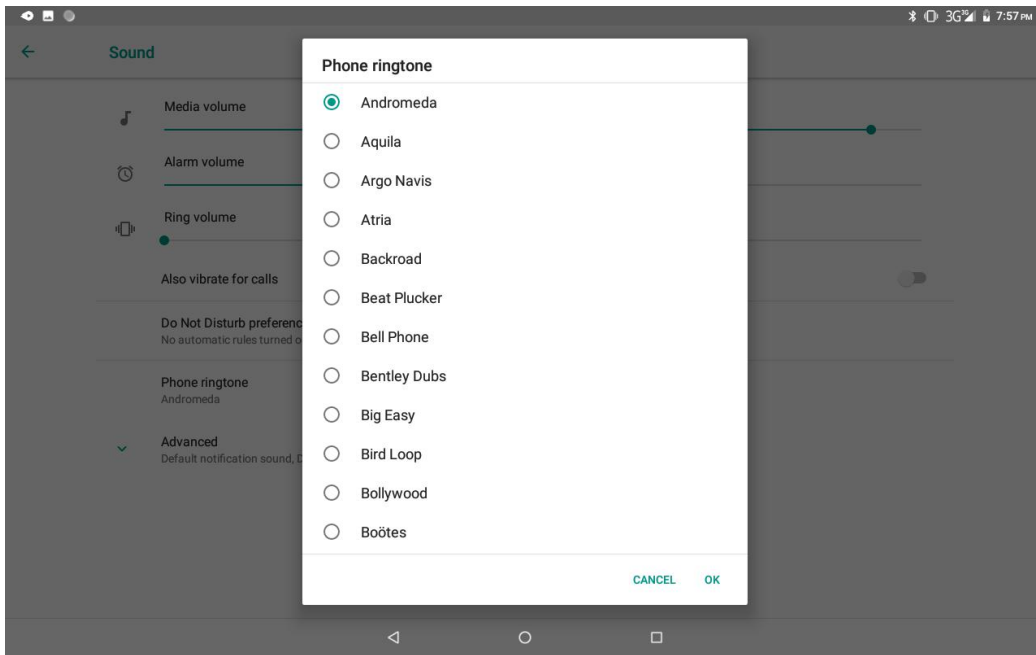 3G 3G 7:57 PM
Sound
Media volume
Alarm volume
Ring volume
Also vibrate for calls
Do Not Disturb
No automatic rules turned
Phone ringtone
Andromeda
Advanced
Default notification sound,
Phone ringtone
Andromeda
Aquila
Argo Navis
Atria
Backroad
Beat Plucker
Bell Phone
Bentley Dubs
Big Easy
Bird Loop
Bollywood
Boötes
CANCEL OK